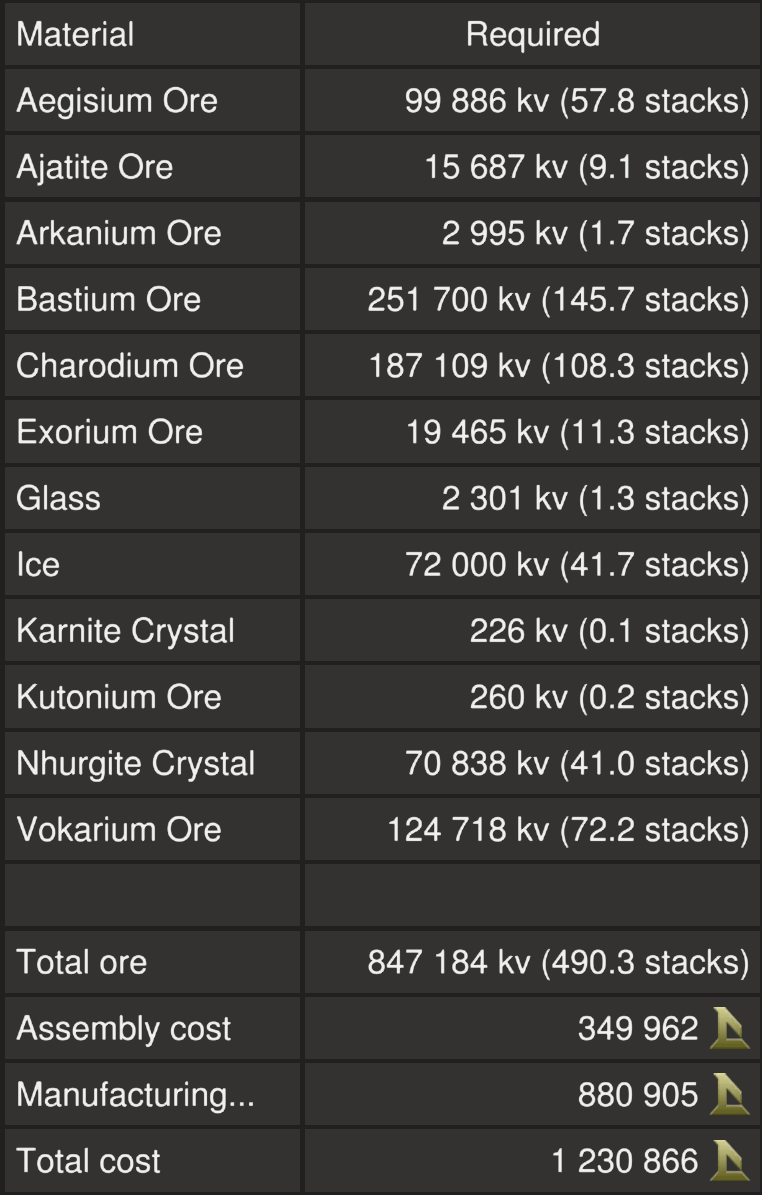 Material Required
Aegisium Ore 99 886 kv (57.8 stacks)
Ajatite Ore 15 687 kv (9.1 stacks)
Arkanium Ore 2 995 kv (1.7 stacks)
Bastium Ore 251 700 kv (145.7 stacks)
Charodium Ore 187 109 kv (108.3 stacks)
Exorium Ore 19 465 kv (11.3 stacks)
Glass 2 301 kv (1.3 stacks)
Ice 72 000 kv (41.7 stacks)
Karnite Crystal 226 kv (0.1 stacks)
Kutonium Ore 260 kv (0.2 stacks)
Nhurgite Crystal 70 838 kv (41.0 stacks)
Vokarium Ore 124 718 kv (72.2 stacks)
Total ore 847 184 kv (490.3 stacks)
Assembly cost 349 962
Manufacturing... 880 905
Total cost 1 230 866